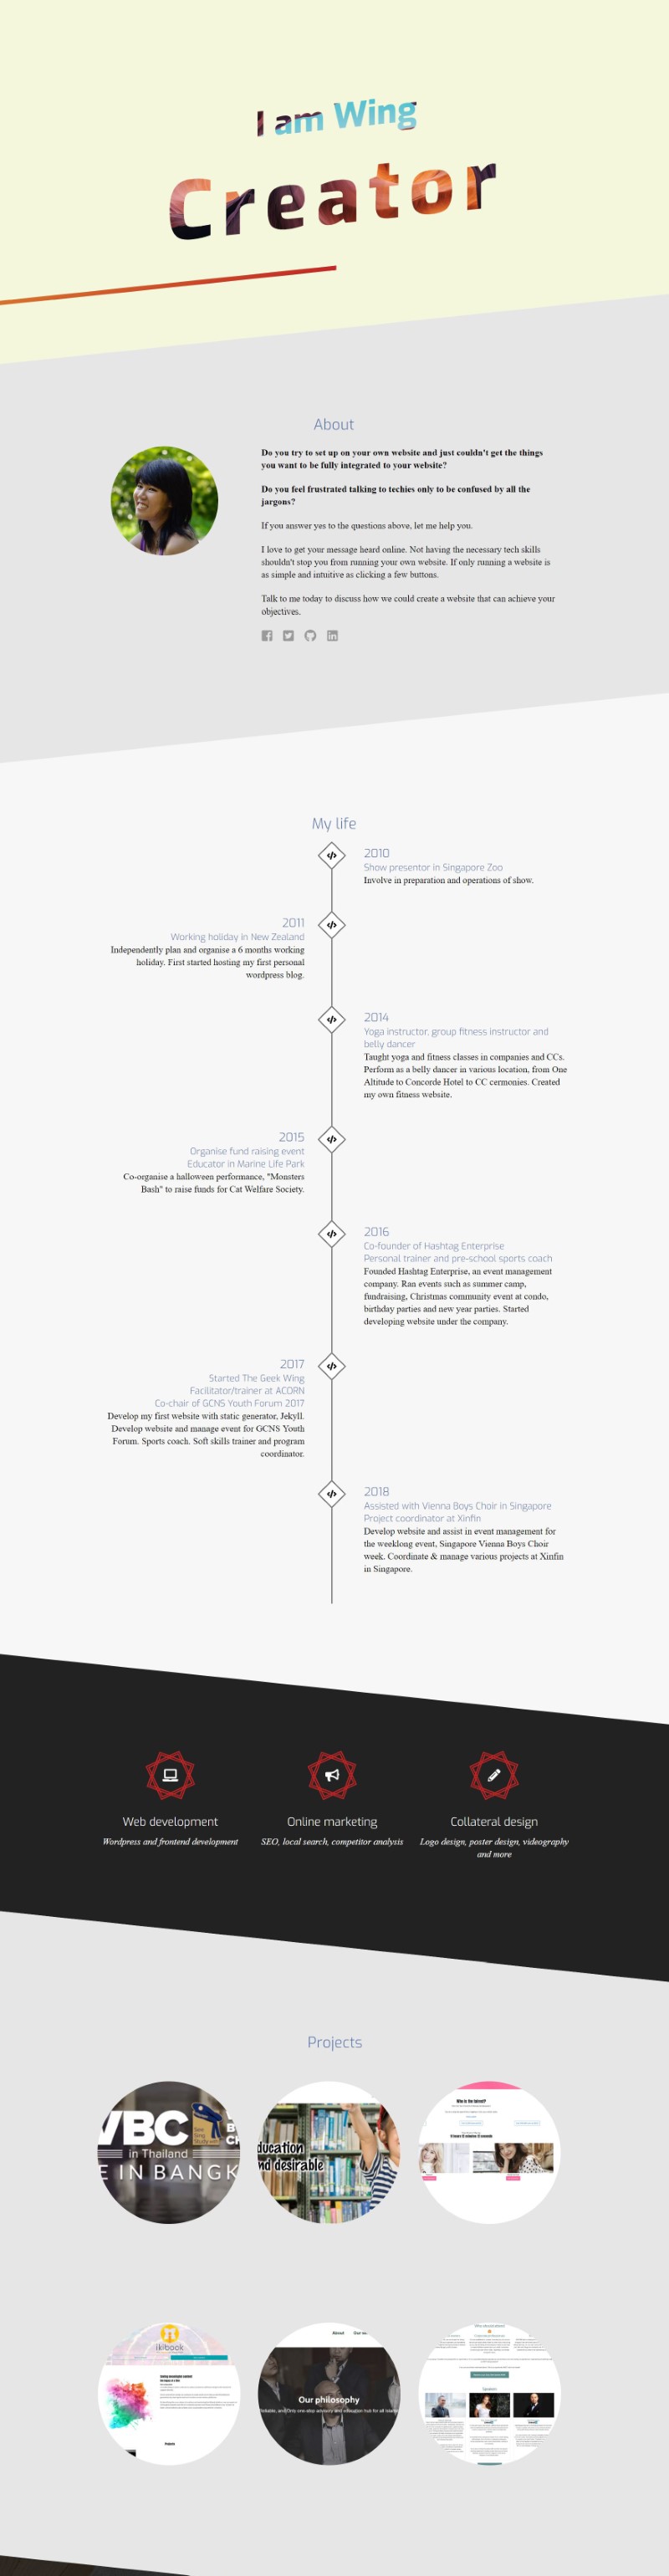 I am Wing
Creator
About
Do you try to set up on your own website and just couldn't get the things
you want to be fully integrated to your website?
Do you feel frustrated talking to techies only to be confused by all the
jargons?
If you answer yes to the questions above, let me help you.
I love to get your message heard online. Not having the necessary tech skills
shouldn't stop you from running your own website. If only running a website is
as simple and intuitive as clicking a few buttons.
Talk to me today to discuss how we could create a website that can achieve your
objectives.
My life
2010
Show presentor in Singapore Zoo
Involve in preparation and operations of show.
2011
Working holiday in New Zealand
Independently plan and organise a 6 months working
holiday. First started hosting my first personal
wordpress blog.
2014
Yoga instructor, group fitness instructor and
belly dancer
Taught yoga and fitness classes in companies and CCs.
Perform as a belly dancer in various location, from One
Altitude to Concorde Hotel to CC cermonies. Created
my own fitness website.
2015
Organise fund raising event
Educator in Marine Life Park
Co-organise a halloween performance, "Monsters
Bash" to raise funds for Cat Welfare Society.
2016
Co-founder of Hashtag Enterprise
Personal trainer and pre-school sports coach
Founded Hashtag Enterprise, an event management
company. Ran events such as summer camp,
fundraising, Christmas community event at condo,
birthday parties and new year parties. Started
developing website under the company.
2017
Started The Geek Wing
Facilitator/trainer at ACORN
Co-chair of GCNS Youth Forum 2017
Develop my first website with static generator, Jekyll.
Develop website and manage event for GCNS Youth
Forum. Sports coach. Soft skills trainer and program
coordinator.
2018
Assisted with Vienna Boys Choir in Singapore
Project coordinator at Xinfin
Develop website and assist in event management for
the weeklong event, Singapore Vienna Boys Choir
week. Coordinate & manage various projects at Xinfin
in Singapore.
Web development
Online marketing
Collateral design
Wordpress and frontend development
SEO, local search, competitor analysis
Logo design, poster design, videography
and more
Projects
VBC
in Thailand
E IN BANGK
ducation
nd desirable
Who is the latest?
ikibook
About
Our philosophy